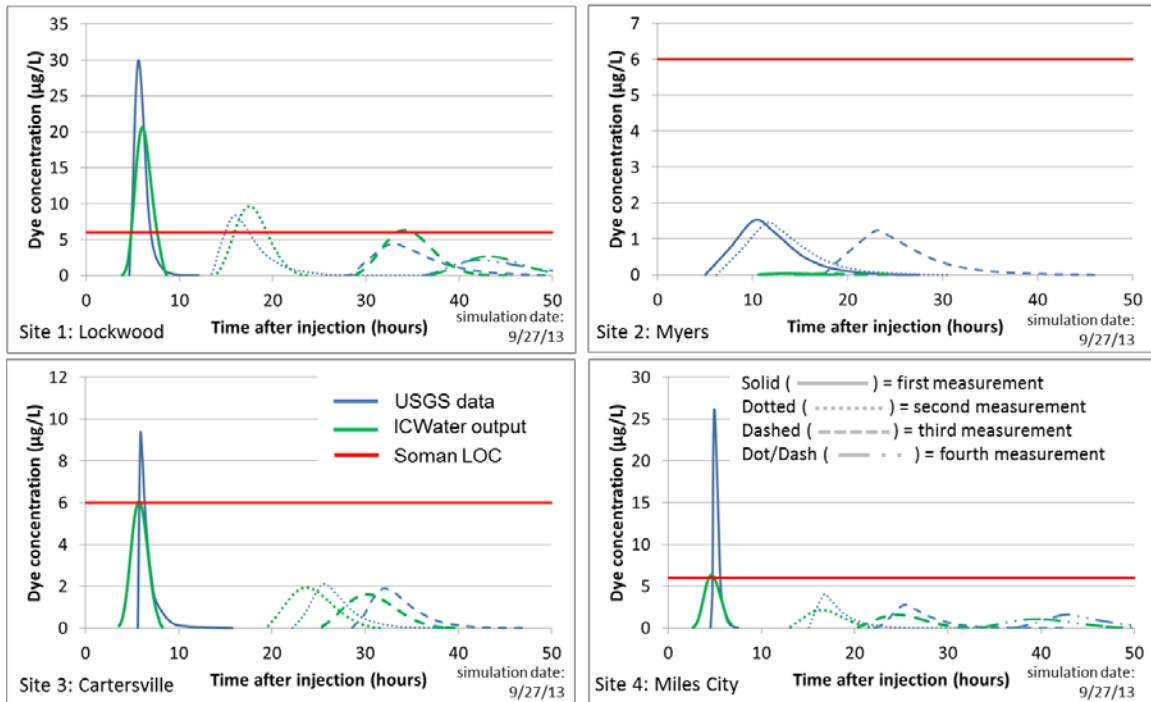 35
30
25
20
15
10
5
0
Dye concentration (µg/L)
0 10 20 30 40 50
Time after injection (hours)
Site 1: Lockwood
simulation date:
9/27/13
7
6
5
4
3
2
1
0
Dye concentration (µg/L)
0 10 20 30 40 50
Time after injection (hours)
Site 2: Myers
simulation date:
9/27/13
12
10
8
6
4
2
0
Dye concentration (µg/L)
USGS data
ICWater output
Soman LOC
0 10 20 30 40 50
Time after injection (hours)
Site 3: Cartersville
simulation date:
9/27/13
30
25
20
15
10
5
0
Dye concentration (µg/L)
Solid ( ) = first measurement
Dotted ( ) = second measurement
Dashed ( ) = third measurement
Dot/Dash ( ) = fourth measurement
0 10 20 30 40 50
Time after injection (hours)
Site 4: Miles City
simulation date:
9/27/13